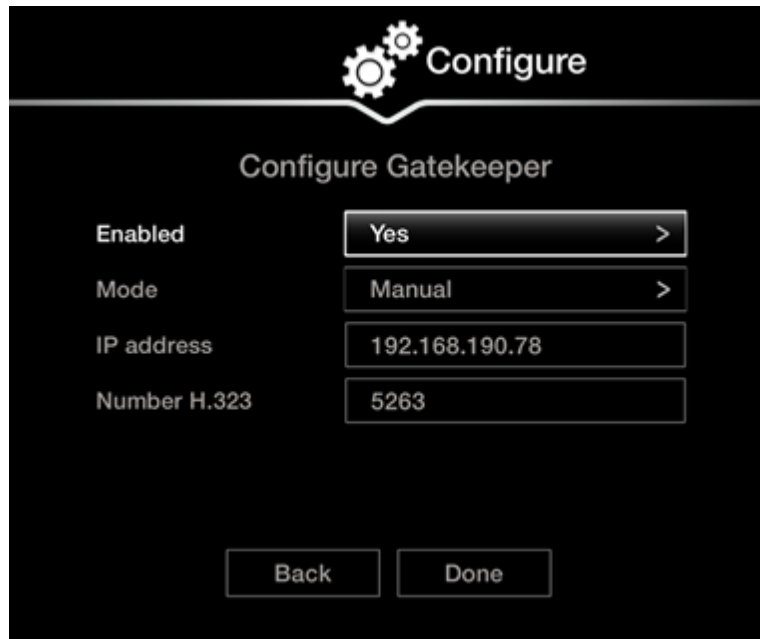 Configure
Configure Gatekeeper
Enabled Yes >
Mode Manual >
IP address 192.168.190.78
Number H.323 5263
Back Done